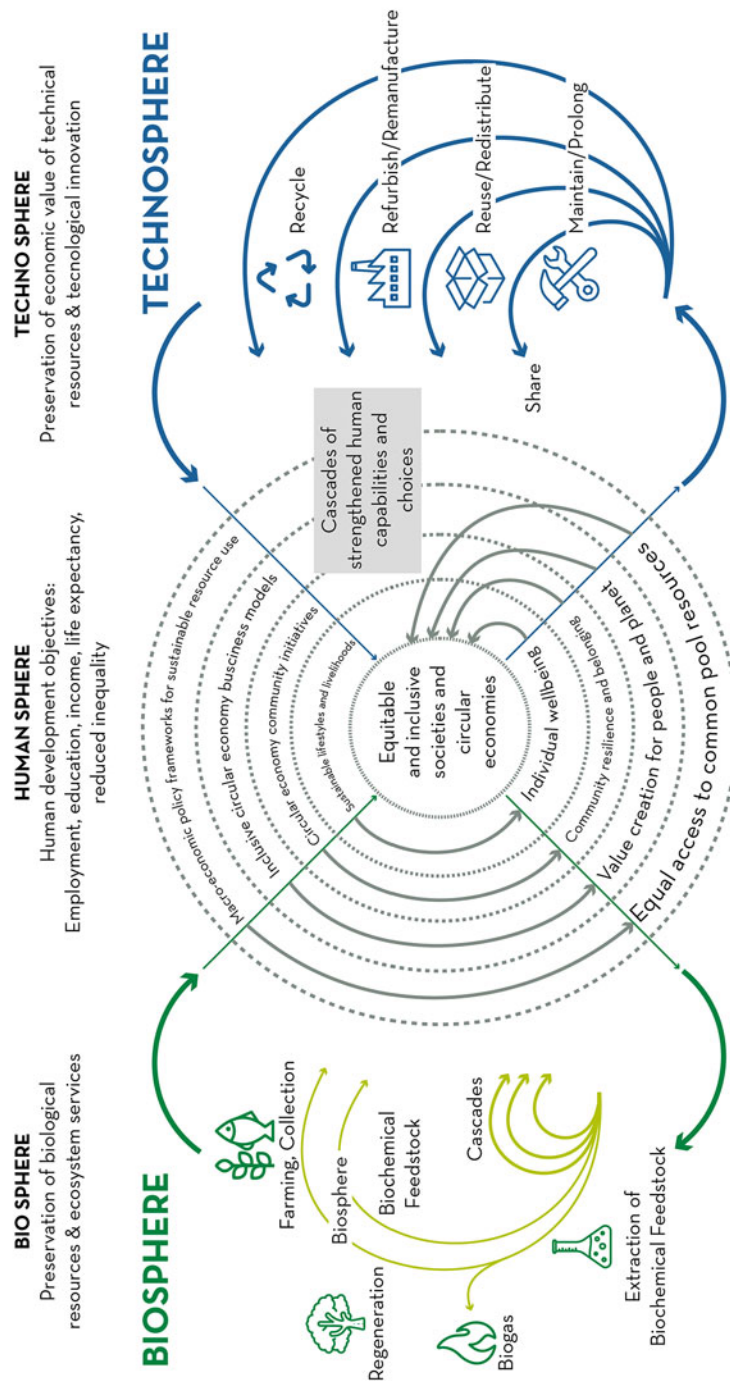 BIO SPHERE
Preservation of biological
resources & ecosystem services
HUMAN SPHERE
Human development objectives:
Employment, education, income, life expectancy,
reduced inequality
TECHNO SPHERE
Preservation of economic value of technical
resources & tecnological innovation
BIOSPHERE
TECHNOSPHERE
Farming, Collection
Biosphere
Biochemical
Feedstock
Regeneration
Cascades
Biogas
Extraction of
Biochemical Feedstock
Macro-economic policy frameworks for sustainable resource use
Inclusive circular economy busciness models
Circular economy community initiatives
Sustainable lifestyles and livelihoods
Equitable
and inclusive
societies and
circular
economies
Individual wellbeing
Community resilience and belonging
Value creation for people and planet
Equal access to common pool resources
Cascades of
strengthened human
capabilities and
choices
Recycle
Refurbish/Remanufacture
Reuse/Redistribute
Maintain/Prolong
Share